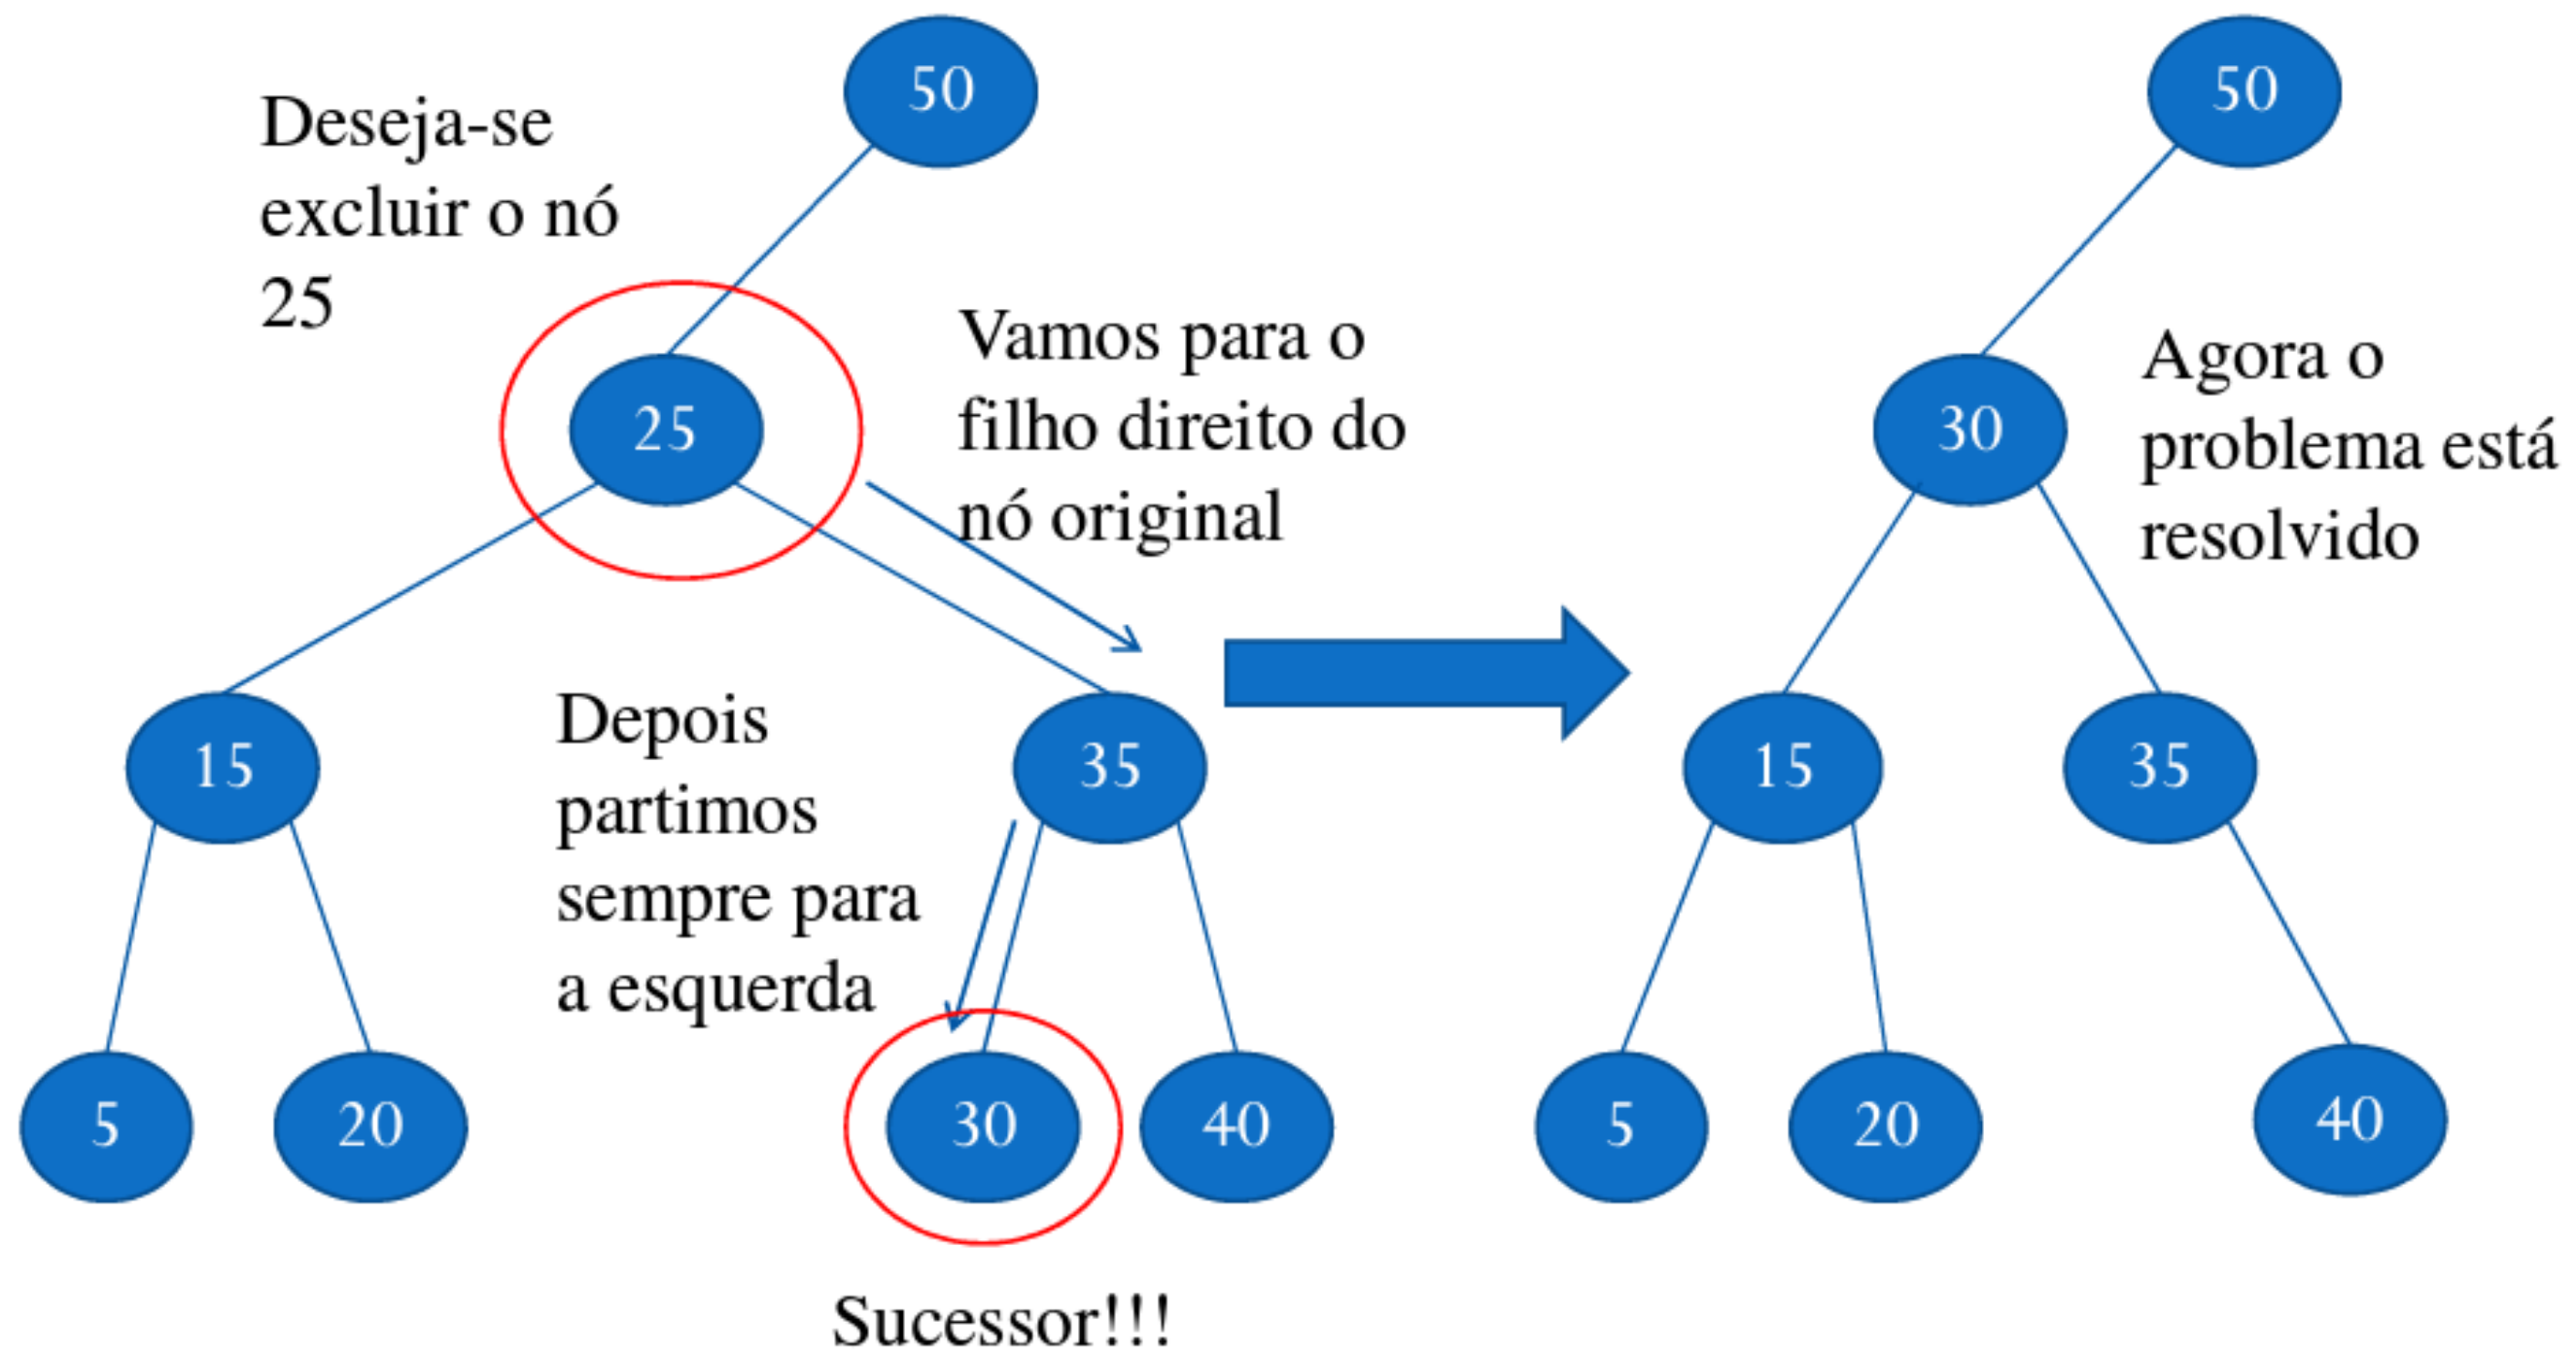 50
Deseja-se
excluir o nó
25
25
Vamos para o
filho direito do
nó original
15
Depois
partimos
sempre para
a esquerda
35
5
20
30
40
Sucessor!!!
50
30
Agora o
problema está
resolvido
15
35
5
20
40